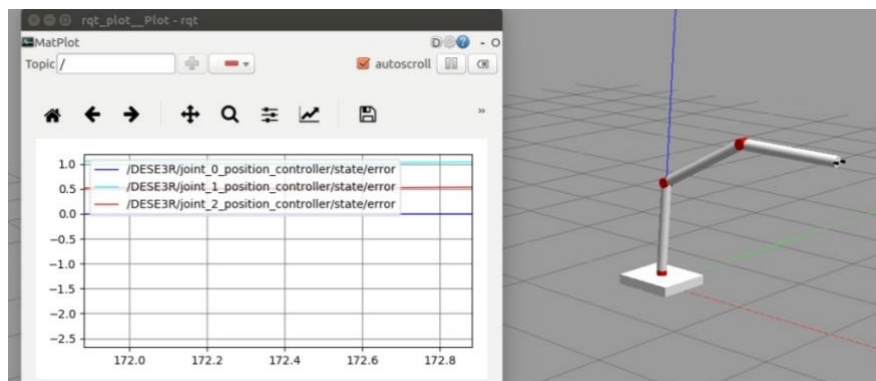 rqt_plot__Plot - rqt
MatPlot
D
?
- O
Topic /
autoscroll
»
1.0
/DESE3R/joint_0_position_controller/state/error
0.5
/DESE3R/joint_1_position_controller/state/error
0.0
/DESE3R/joint_2_position_controller/state/error
−0.5
−1.0
−1.5
−2.0
−2.5
172.0 172.2 172.4 172.6 172.8